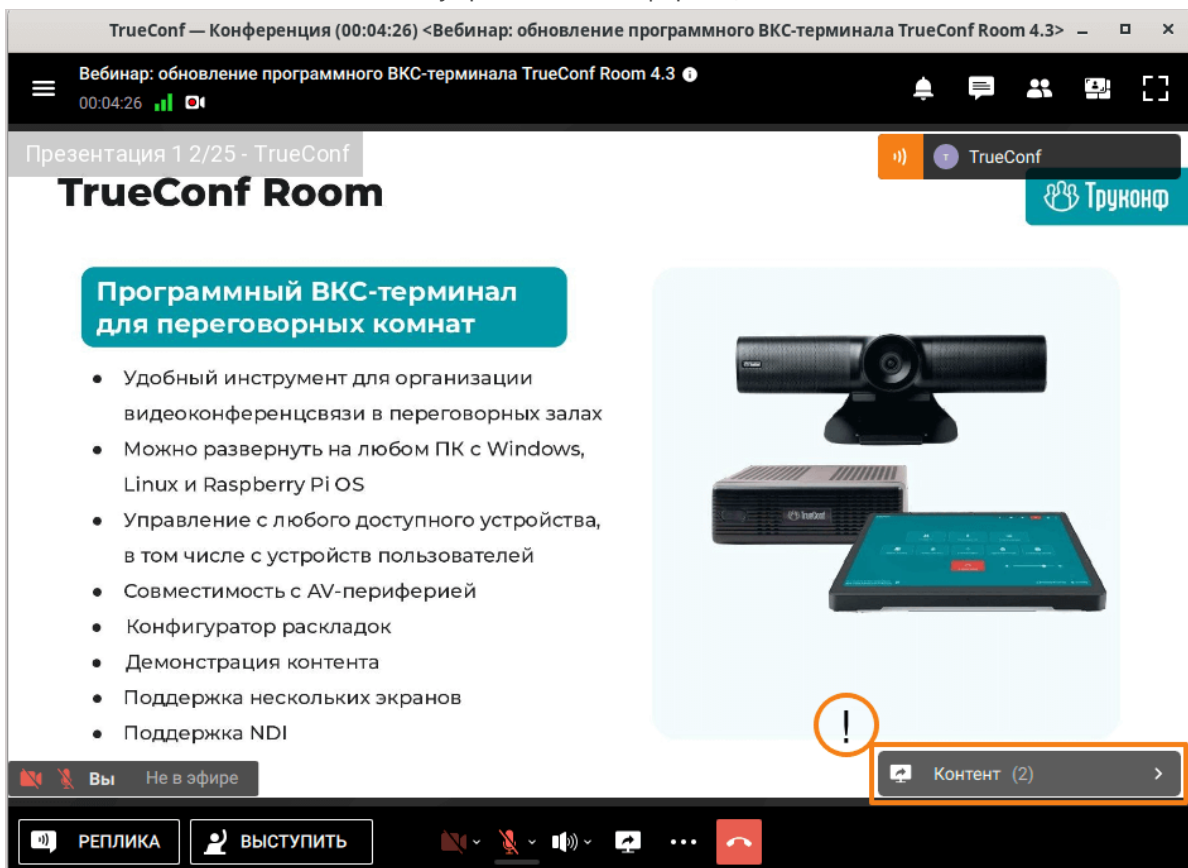 TrueConf — Конференция (00:04:26) <Вебинар: обновление программного ВКС-терминала TrueConf Room 4.3>
Вебинар: обновление программного ВКС-терминала TrueConf Room 4.3
00:04:26
Презентация 1 2/25 - TrueConf
T TrueConf
TrueConf Room
Труконф
Программный ВКС-терминал
для переговорных комнат
• Удобный инструмент для организации
видеоконференцсвязи в переговорных залах
• Можно развернуть на любом ПК с Windows,
Linux и Raspberry Pi OS
• Управление с любого доступного устройства,
в том числе с устройств пользователей
• Совместимость с AV-периферией
• Конфигуратор раскладок
• Демонстрация контента
• Поддержка нескольких экранов
• Поддержка NDI
TrueConf
!
Вы Не в эфире
Контент (2)
РЕПЛИКА
ВЫСТУПИТЬ